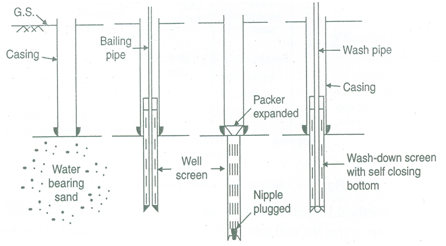 G.S.
Casing
Bailing
pipe
Wash pipe
Casing
Packer
expanded
Water
bearing
sand
Well
screen
Wash-down screen
with self closing
bottom
Nipple
plugged